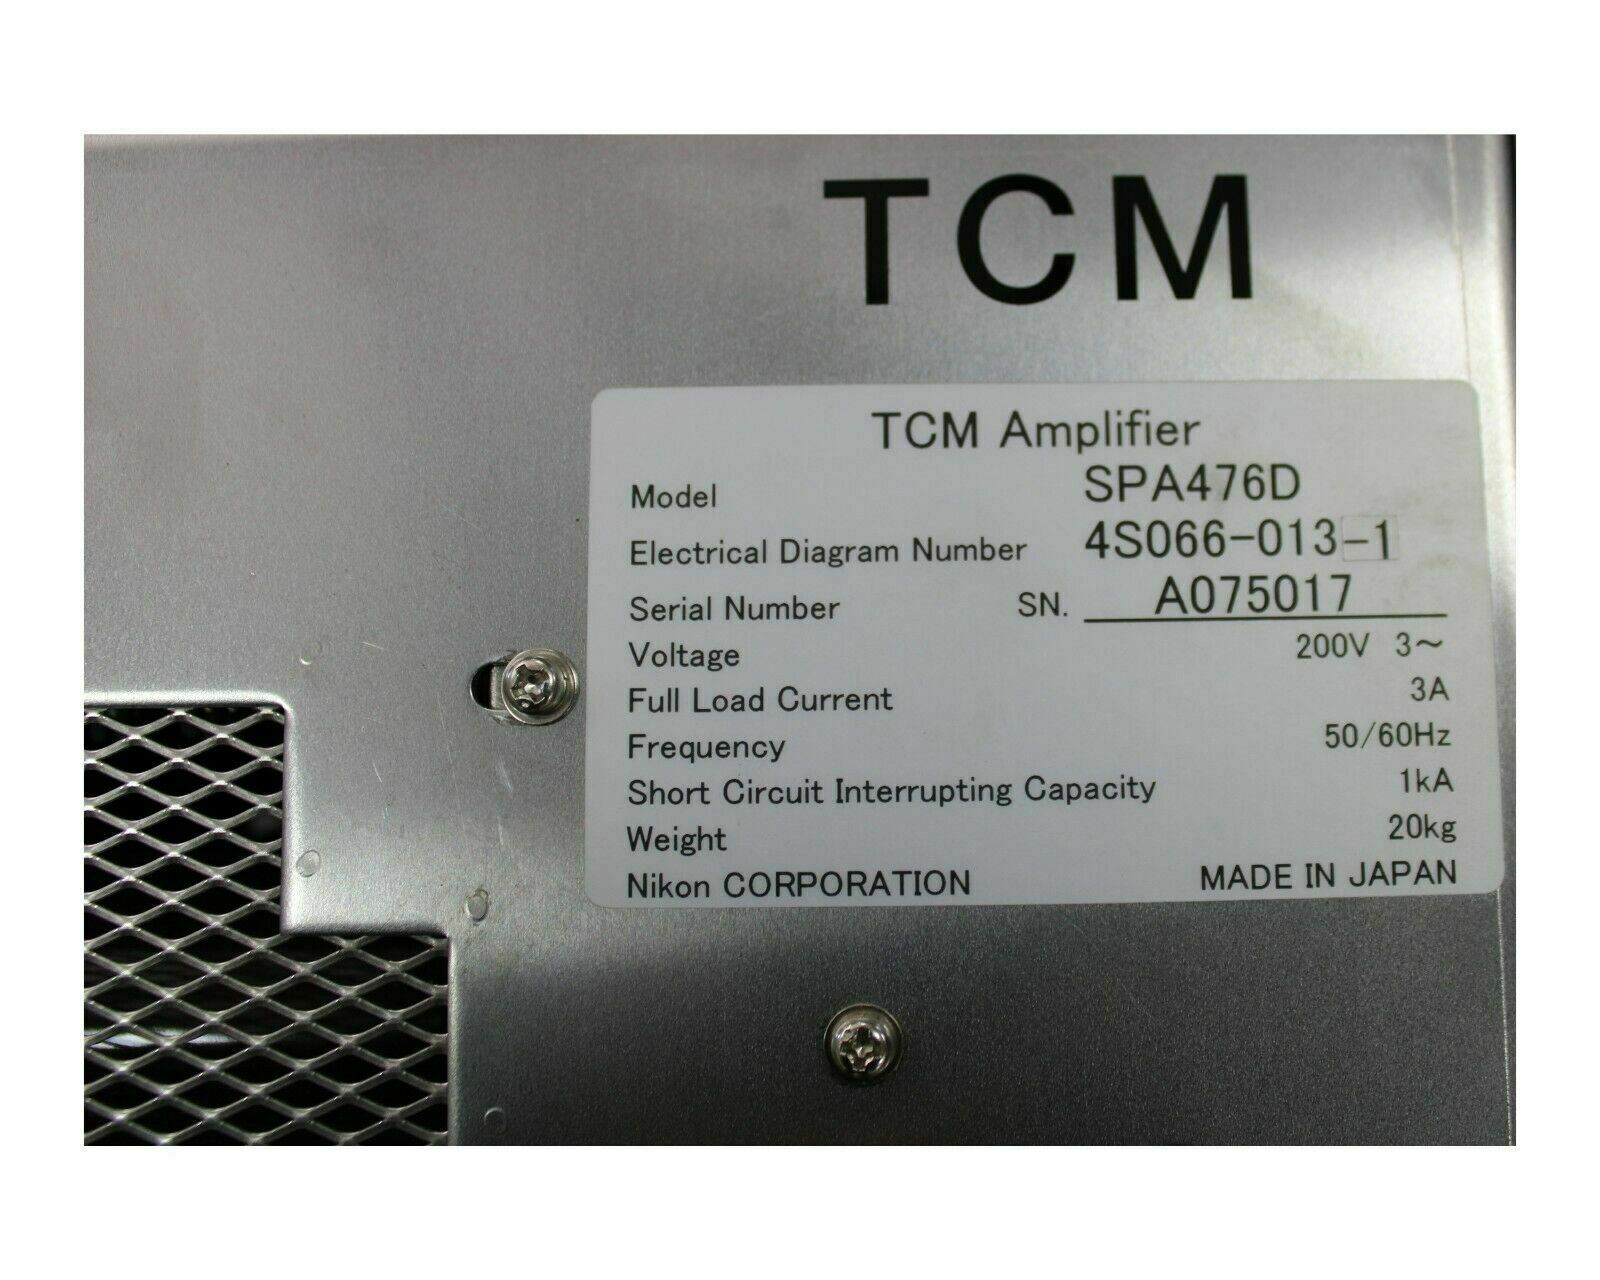 TCM
TCM Amplifier
Model SPA476D
Electrical Diagram Number 4S066-013-1
Serial Number SN. A075017
Voltage 200V 3~
Full Load Current 3A
Frequency 50/60Hz
Short Circuit Interrupting Capacity 1kA
Weight 20kg
Nikon CORPORATION MADE IN JAPAN